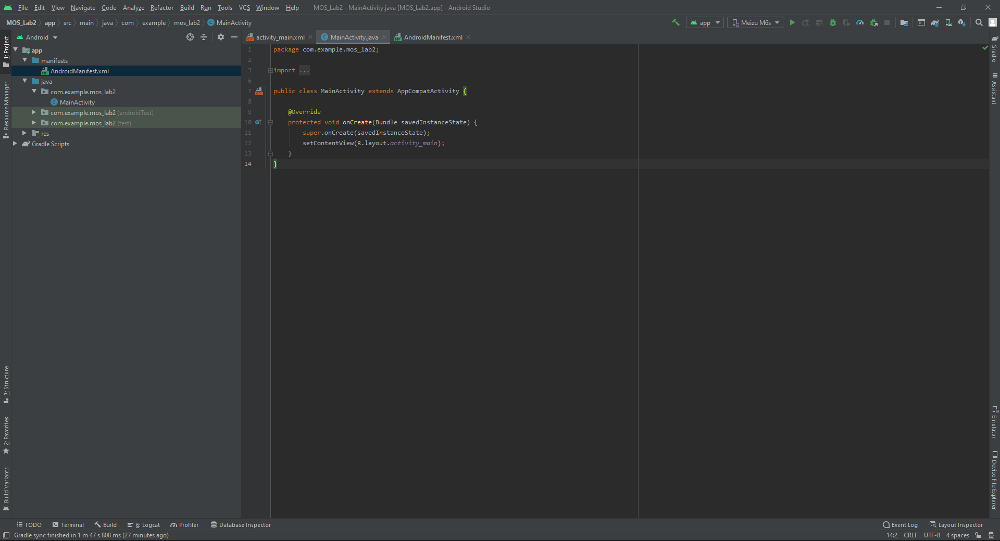 File Edit View Navigate Code Analyze Refactor Build Run Tools VCS Window Help MOS_Lab2 - MainActivity.java [MOS_Lab2.app] - Android Studio
MOS_Lab2 app src main java com example mos_lab2 MainActivity app Meizu M6s
Android
activity_main.xml MainActivity.java AndroidManifest.xml
app
manifests
AndroidManifest.xml
java
com.example.mos_lab2
MainActivity
com.example.mos_lab2 (androidTest)
com.example.mos_lab2 (test)
res
Gradle Scripts
1: Project
Resource Manager
7: Structure
2: Favorites
Build Variants
1 package com.example.mos_lab2;
2
3 import ...
6
7 public class MainActivity extends AppCompatActivity {
8
9 @Override
10 protected void onCreate(Bundle savedInstanceState) {
11 super.onCreate(savedInstanceState);
12 setContentView(R.layout.activity_main);
13 }
14 }
Gradle
Assistant
Emulator
Device File Explorer
TODO Terminal Build 6: Logcat Profiler Database Inspector Event Log Layout Inspector
Gradle sync finished in 1 m 47 s 808 ms (27 minutes ago) 14:2 CRLF UTF-8 4 spaces